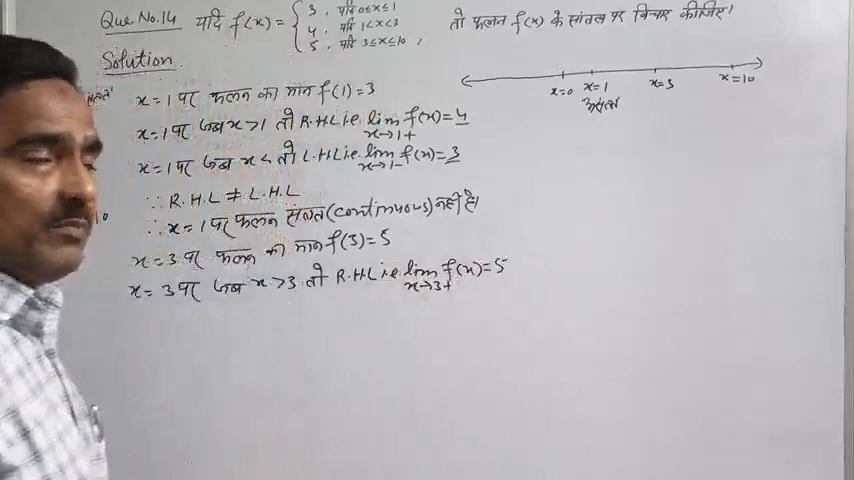 Que. No. 14 यदि f(x) = { 3, यदि 0≤x≤1
4, यदि 1<x<3
5, यदि 3≤x≤10,
तो फलन f(x) के सांतत्य पर विचार कीजिए।
Solution
x=0 x=1 x=3 x=10
असतत
x=1 पर फलन का मान f(1)=3
x=1 पर जब x>1 तो R.H.L i.e. lim f(x)=4
x→1+
x=1 पर जब x< तो L.H.L i.e. lim f(x)=3
x→1-
∵ R.H.L ≠ L.H.L
∴ x=1 पर फलन संतत (continuous) नहीं है।
x=3 पर फलन का मान f(3)=5
x=3 पर जब x>3 तो R.H.L i.e. lim f(x)=5
x→3+
10